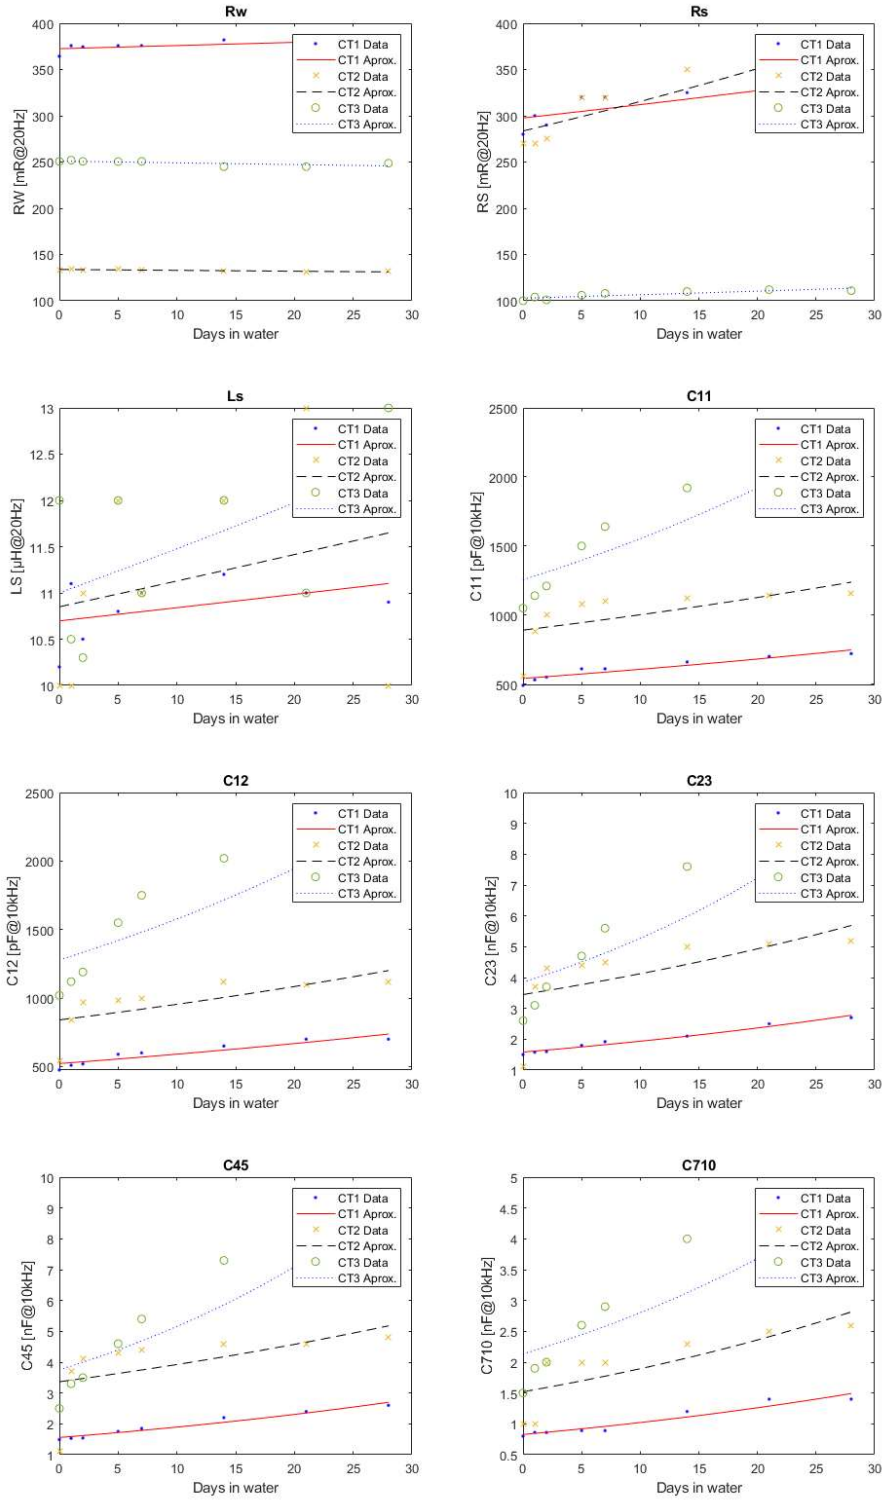 Rw
400
350
300
250
200
150
100
RW [mR@20Hz]
0 5 10 15 20 25 30
Days in water
CT1 Data
CT1 Aprox.
CT2 Data
CT2 Aprox.
CT3 Data
CT3 Aprox.
Rs
400
350
300
250
200
150
100
RS [mR@20Hz]
0 5 10 15 20 25 30
Days in water
CT1 Data
CT1 Aprox.
CT2 Data
CT2 Aprox.
CT3 Data
CT3 Aprox.
Ls
13
12.5
12
11.5
11
10.5
10
LS [µH@20Hz]
0 5 10 15 20 25 30
Days in water
CT1 Data
CT1 Aprox.
CT2 Data
CT2 Aprox.
CT3 Data
CT3 Aprox.
C11
2500
2000
1500
1000
500
C11 [pF@10kHz]
0 5 10 15 20 25 30
Days in water
CT1 Data
CT1 Aprox.
CT2 Data
CT2 Aprox.
CT3 Data
CT3 Aprox.
C12
2500
2000
1500
1000
500
C12 [pF@10kHz]
0 5 10 15 20 25 30
Days in water
CT1 Data
CT1 Aprox.
CT2 Data
CT2 Aprox.
CT3 Data
CT3 Aprox.
C23
10
9
8
7
6
5
4
3
2
1
C23 [nF@10kHz]
0 5 10 15 20 25 30
Days in water
CT1 Data
CT1 Aprox.
CT2 Data
CT2 Aprox.
CT3 Data
CT3 Aprox.
C45
10
9
8
7
6
5
4
3
2
1
C45 [nF@10kHz]
0 5 10 15 20 25 30
Days in water
CT1 Data
CT1 Aprox.
CT2 Data
CT2 Aprox.
CT3 Data
CT3 Aprox.
C710
5
4.5
4
3.5
3
2.5
2
1.5
1
0.5
C710 [nF@10kHz]
0 5 10 15 20 25 30
Days in water
CT1 Data
CT1 Aprox.
CT2 Data
CT2 Aprox.
CT3 Data
CT3 Aprox.